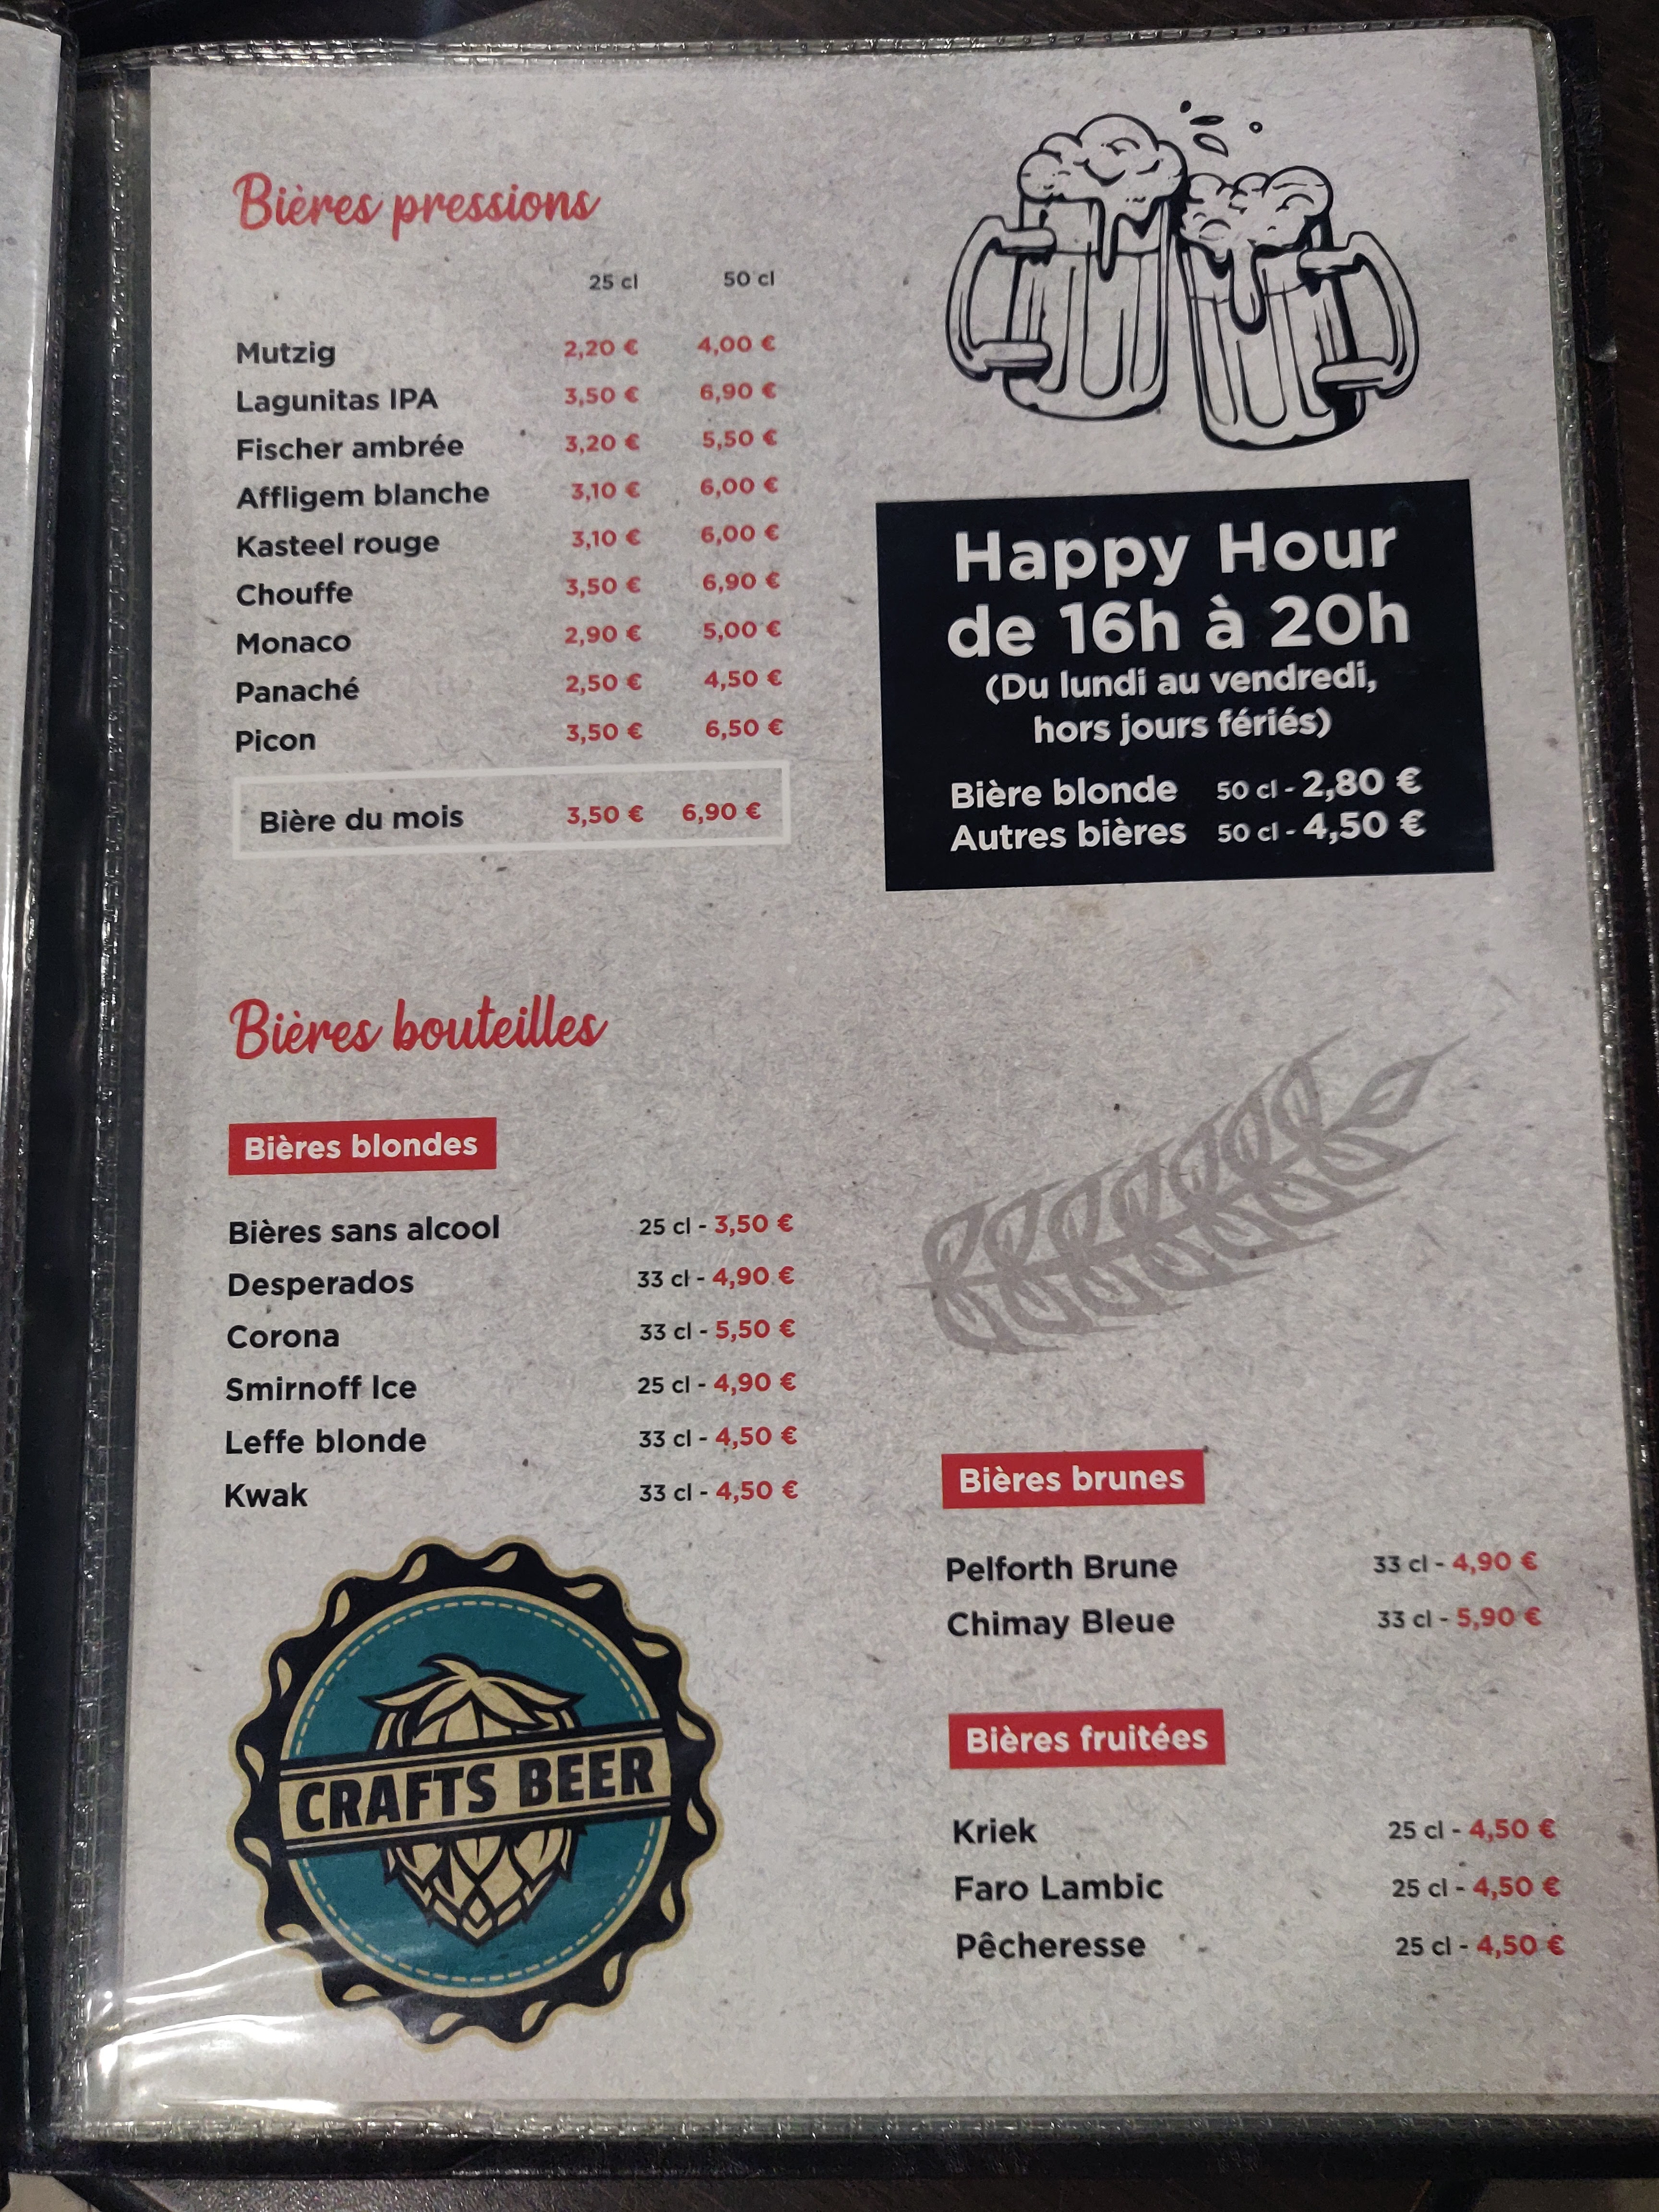 Bières pressions
25 cl 50 cl
Mutzig 2,20 € 4,00 €
Lagunitas IPA 3,50 € 6,90 €
Fischer ambrée 3,20 € 5,50 €
Affligem blanche 3,10 € 6,00 €
Kasteel rouge 3,10 € 6,00 €
Chouffe 3,50 € 6,90 €
Monaco 2,90 € 5,00 €
Panaché 2,50 € 4,50 €
Picon 3,50 € 6,50 €
Bière du mois 3,50 € 6,90 €
Happy Hour
de 16h à 20h
(Du lundi au vendredi,
hors jours fériés)
Bière blonde 50 cl - 2,80 €
Autres bières 50 cl - 4,50 €
Bières bouteilles
Bières blondes
Bières sans alcool 25 cl - 3,50 €
Desperados 33 cl - 4,90 €
Corona 33 cl - 5,50 €
Smirnoff Ice 25 cl - 4,90 €
Leffe blonde 33 cl - 4,50 €
Kwak 33 cl - 4,50 €
CRAFTS BEER
Bières brunes
Pelforth Brune 33 cl - 4,90 €
Chimay Bleue 33 cl - 5,90 €
Bières fruitées
Kriek 25 cl - 4,50 €
Faro Lambic 25 cl - 4,50 €
Pêcheresse 25 cl - 4,50 €